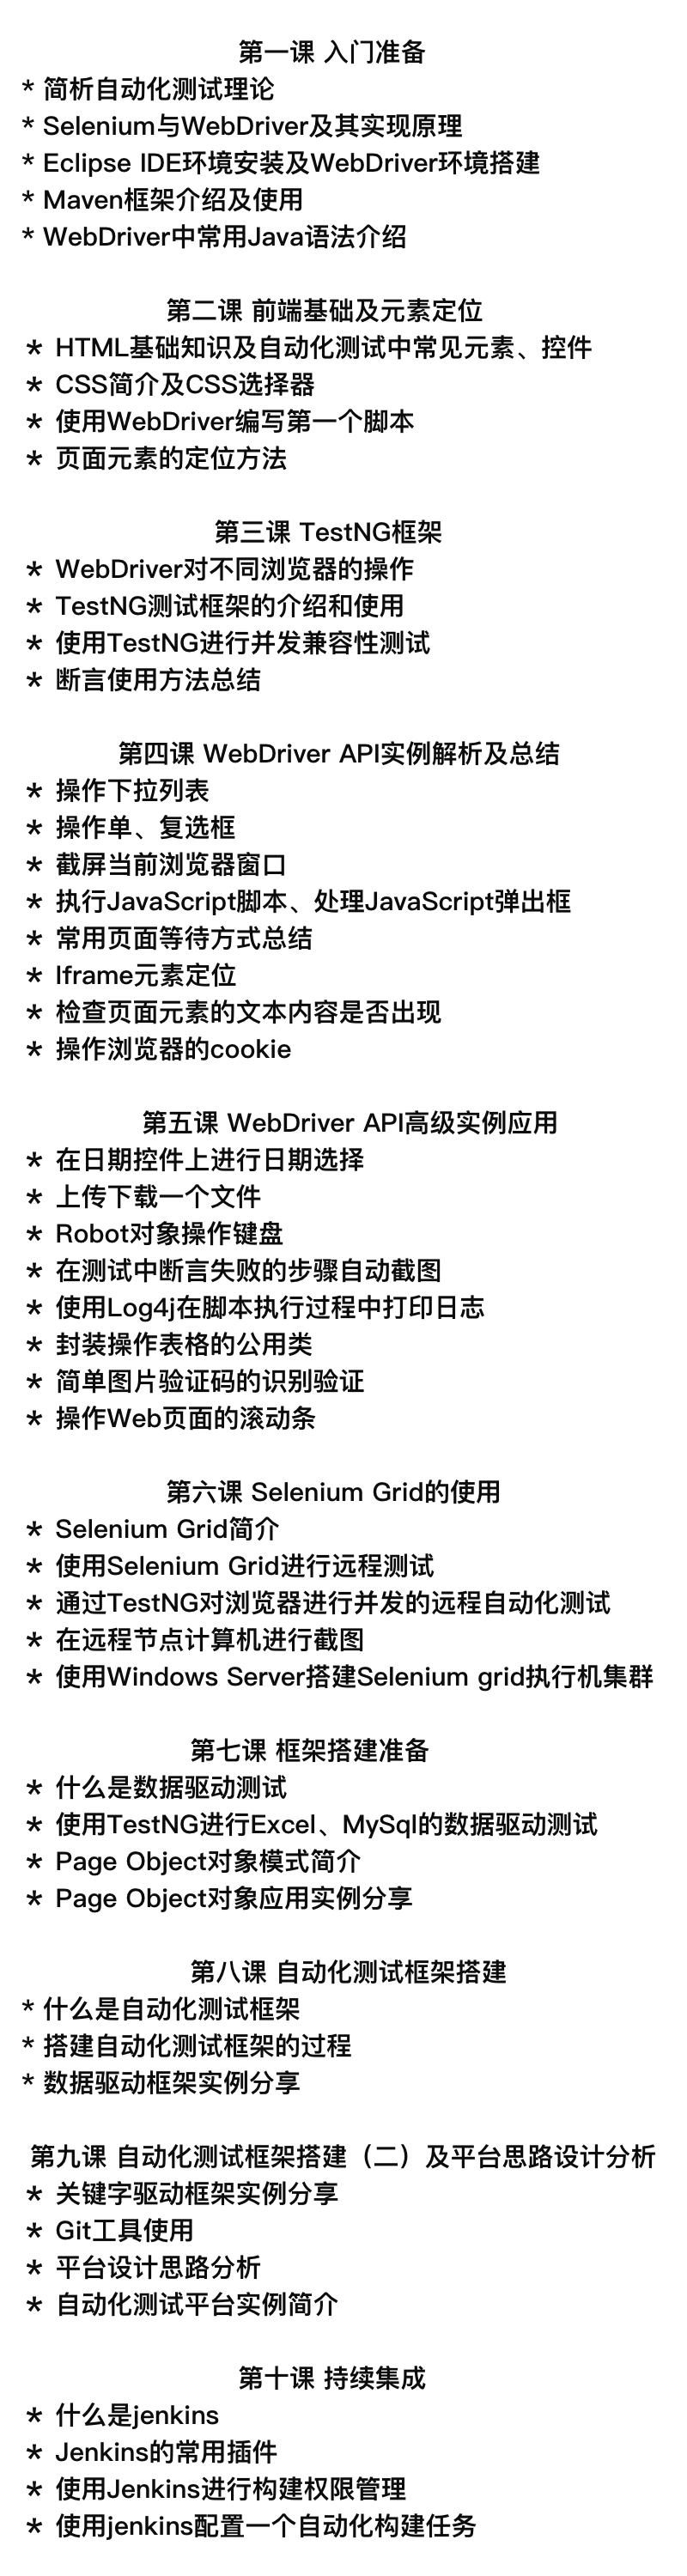 第一课 入门准备
* 简析自动化测试理论
* Selenium与WebDriver及其实现原理
* Eclipse IDE环境安装及WebDriver环境搭建
* Maven框架介绍及使用
* WebDriver中常用Java语法介绍
第二课 前端基础及元素定位
* HTML基础知识及自动化测试中常见元素、控件
* CSS简介及CSS选择器
* 使用WebDriver编写第一个脚本
* 页面元素的定位方法
第三课 TestNG框架
* WebDriver对不同浏览器的操作
* TestNG测试框架的介绍和使用
* 使用TestNG进行并发兼容性测试
* 断言使用方法总结
第四课 WebDriver API实例解析及总结
* 操作下拉列表
* 操作单、复选框
* 截屏当前浏览器窗口
* 执行JavaScript脚本、处理JavaScript弹出框
* 常用页面等待方式总结
* Iframe元素定位
* 检查页面元素的文本内容是否出现
* 操作浏览器的cookie
第五课 WebDriver API高级实例应用
* 在日期控件上进行日期选择
* 上传下载一个文件
* Robot对象操作键盘
* 在测试中断言失败的步骤自动截图
* 使用Log4j在脚本执行过程中打印日志
* 封装操作表格的公用类
* 简单图片验证码的识别验证
* 操作Web页面的滚动条
第六课 Selenium Grid的使用
* Selenium Grid简介
* 使用Selenium Grid进行远程测试
* 通过TestNG对浏览器进行并发的远程自动化测试
* 在远程节点计算机进行截图
* 使用Windows Server搭建Selenium grid执行机集群
第七课 框架搭建准备
* 什么是数据驱动测试
* 使用TestNG进行Excel、MySql的数据驱动测试
* Page Object对象模式简介
* Page Object对象应用实例分享
第八课 自动化测试框架搭建
* 什么是自动化测试框架
* 搭建自动化测试框架的过程
* 数据驱动框架实例分享
第九课 自动化测试框架搭建（二）及平台思路设计分析
* 关键字驱动框架实例分享
* Git工具使用
* 平台设计思路分析
* 自动化测试平台实例简介
第十课 持续集成
* 什么是jenkins
* Jenkins的常用插件
* 使用Jenkins进行构建权限管理
* 使用jenkins配置一个自动化构建任务